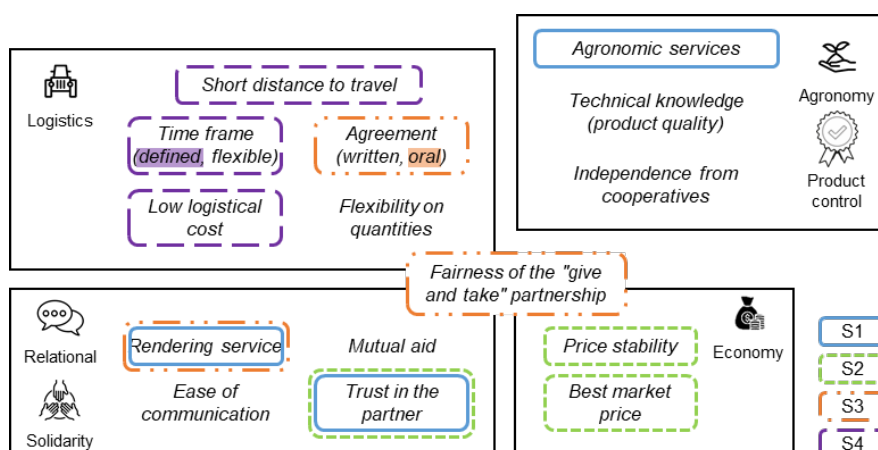 Logistics
Short distance to travel
Time frame
(defined, flexible)
Agreement
(written, oral)
Low logistical
cost
Flexibility on
quantities
Agronomic services
Technical knowledge
(product quality)
Independence from
cooperatives
Agronomy
Product
control
Fairness of the "give
and take" partnership
Relational
Solidarity
Rendering service
Mutual aid
Ease of
communication
Trust in the
partner
Price stability
Best market
price
Economy
S1
S2
S3
S4